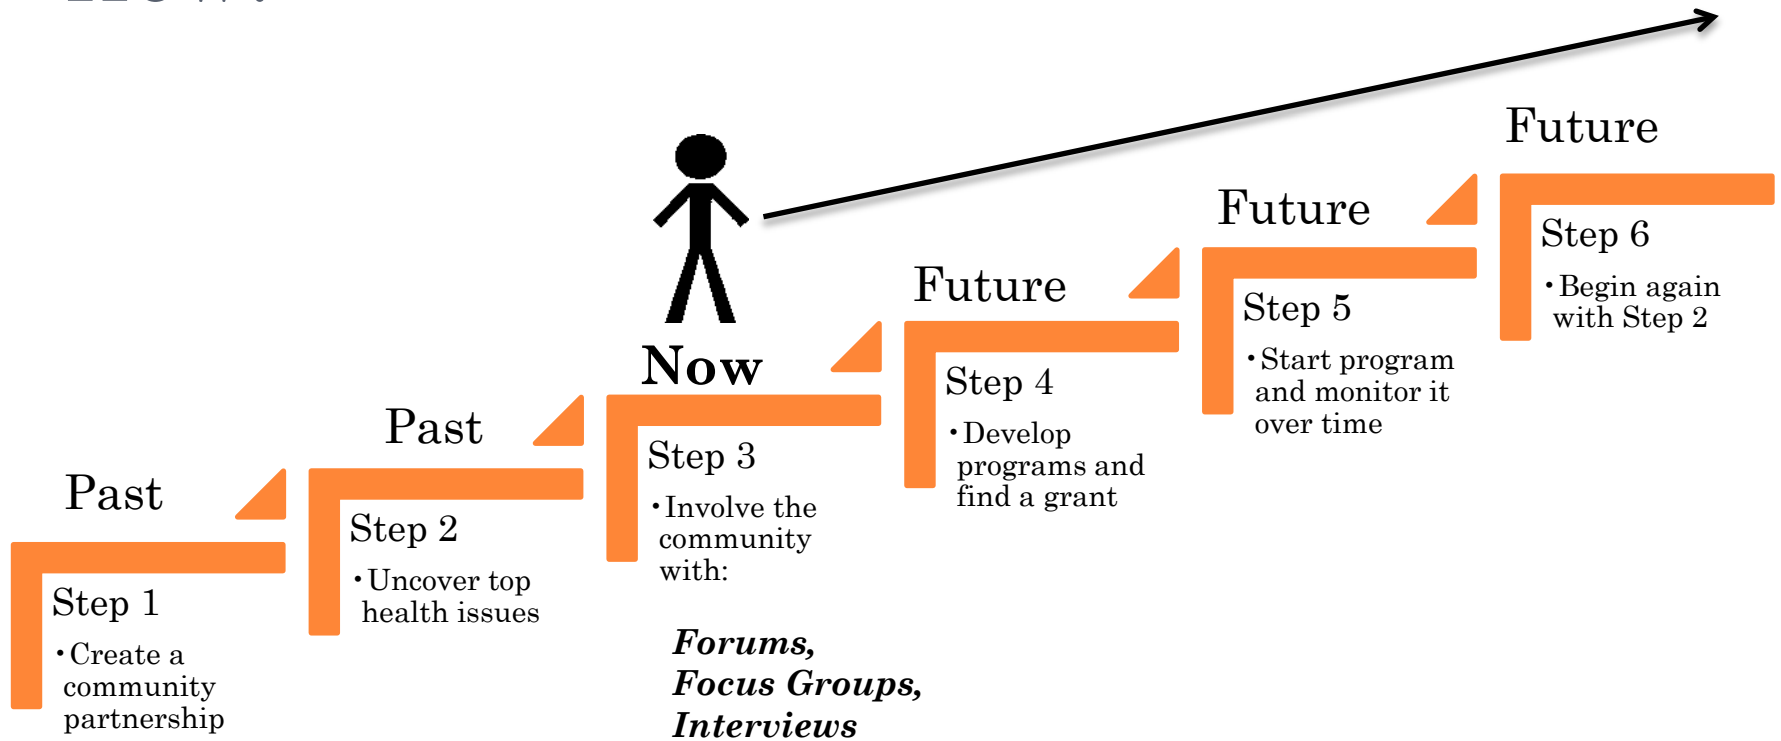 Past
Step 1
•Create a
community
partnership
Past
Step 2
•Uncover top
health issues
Now
Step 3
•Involve the
community
with:
Forums,
Focus Groups,
Interviews
Future
Step 4
•Develop
programs and
find a grant
Future
Step 5
•Start program
and monitor it
over time
Future
Step 6
•Begin again
with Step 2